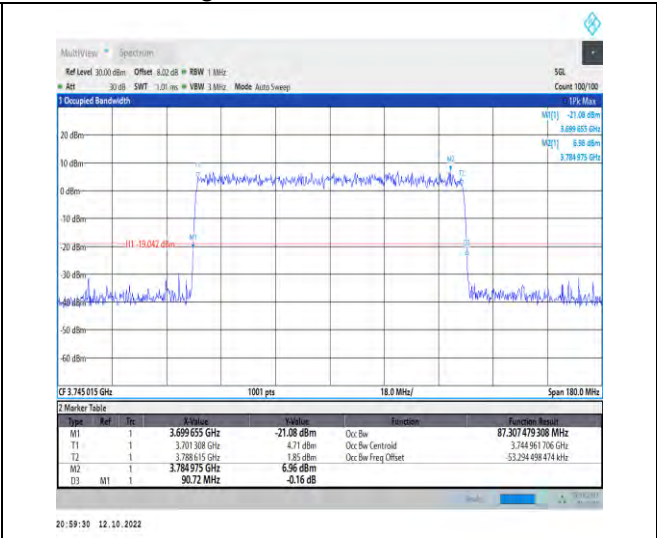 MultiView Spectrum
Ref Level 30.00 dBm Offset 8.02 dB RBW 1 MHz SGL
Att 30 dB SWT 1.01 ms VBW 3 MHz Mode Auto Sweep Count 100/100
1 Occupied Bandwidth 1Pk Max
M1[1] -21.08 dBm
3.699 655 GHz
M2[1] 6.96 dBm
3.784 975 GHz
20 dBm
10 dBm
M2
T2
0 dBm
-10 dBm
M1
H1 -19.042 dBm
-20 dBm
-30 dBm
-40 dBm
-50 dBm
-60 dBm
CF 3.745 015 GHz 1001 pts 18.0 MHz/ Span 180.0 MHz
2 Marker Table
Type Ref Trc X-Value Y-Value Function Function Result
M1 1 3.699 655 GHz -21.08 dBm Occ Bw 87.307 479 308 MHz
T1 1 3.701 308 GHz 4.71 dBm Occ Bw Centroid 3.744 961 706 GHz
T2 1 3.788 615 GHz 1.85 dBm Occ Bw Freq Offset -53.294 498 474 kHz
M2 1 3.784 975 GHz 6.96 dBm
D3 M1 1 90.72 MHz -0.16 dB
20:59:30 12.10.2022